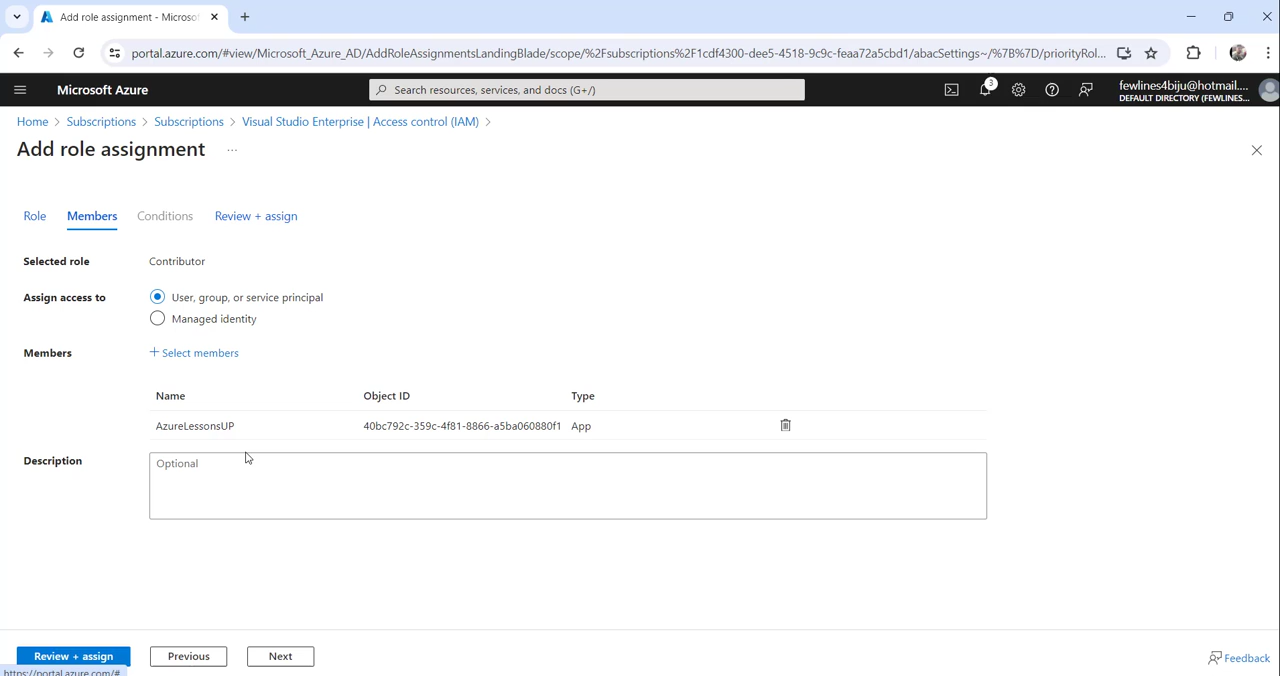 Add role assignment - Microsof
portal.azure.com/#view/Microsoft_Azure_AD/AddRoleAssignmentsLandingBlade/scope/%2Fsubscriptions%2F1cdf4300-dee5-4518-9c9c-feaa72a5cbd1/abacSettings~/%7B%7D/priorityRol...
Microsoft Azure
Search resources, services, and docs (G+/)
3
fewlines4biju@hotmail....
DEFAULT DIRECTORY (FEWLINES...
Home > Subscriptions > Subscriptions > Visual Studio Enterprise | Access control (IAM) >
Add role assignment ...
Role Members Conditions Review + assign
Selected role Contributor
Assign access to User, group, or service principal
Managed identity
Members + Select members
Name Object ID Type
AzureLessonsUP 40bc792c-359c-4f81-8866-a5ba060880f1 App
Description Optional
Review + assign Previous Next
Feedback
https://portal.azure.com/#